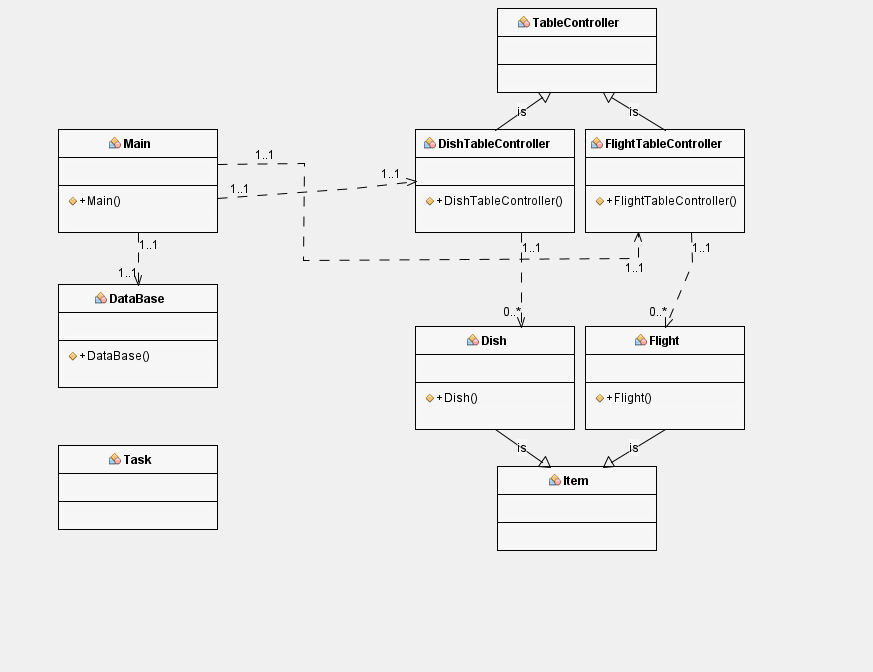 TableController
is
is
Main
+Main()
DishTableController
+DishTableController()
FlightTableController
+FlightTableController()
1..1
1..1
1..1
1..1
1..1
1..1
1..1
1..1
0..*
0..*
DataBase
+DataBase()
Dish
+Dish()
Flight
+Flight()
is
is
Task
Item